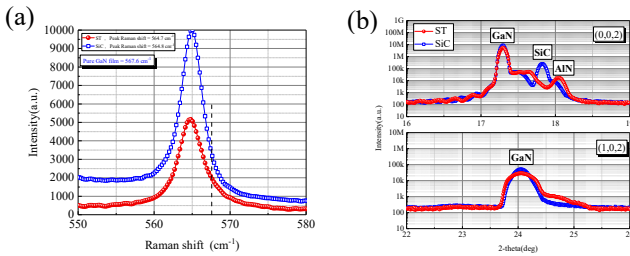 (a)
10000
9000
8000
7000
6000
5000
4000
3000
2000
1000
0
Intensity(a.u.)
ST , Peak Raman shift = 564.7 cm⁻¹
SiC , Peak Raman shift = 564.8 cm⁻¹
Pure GaN film = 567.6 cm⁻¹
550 560 570 580
Raman shift (cm⁻¹)
(b)
1G
100M
10M
1M
100k
10k
1k
100
10
ST
SiC
GaN
SiC
AlN
(0,0,2)
16 17 18 1
Intensity(a.u.)
10M
1M
100k
10k
1k
100
10
GaN
(1,0,2)
22 23 24 25 26
2-theta(deg)